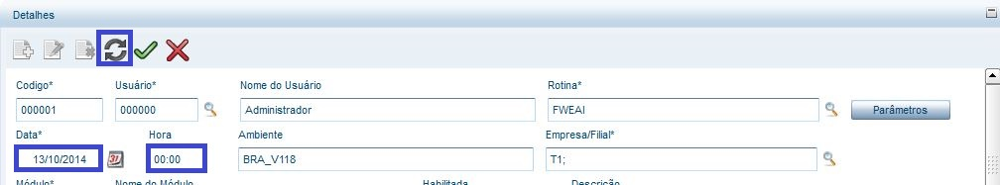 Detalhes
Codigo* Usuário* Nome do Usuário Rotina*
000001 000000 Administrador FWEAI Parâmetros
Data* Hora Ambiente Empresa/Filial*
13/10/2014 31 00:00 BRA_V118 T1;
Módulo* Nome do Módulo Habilitada Descrição